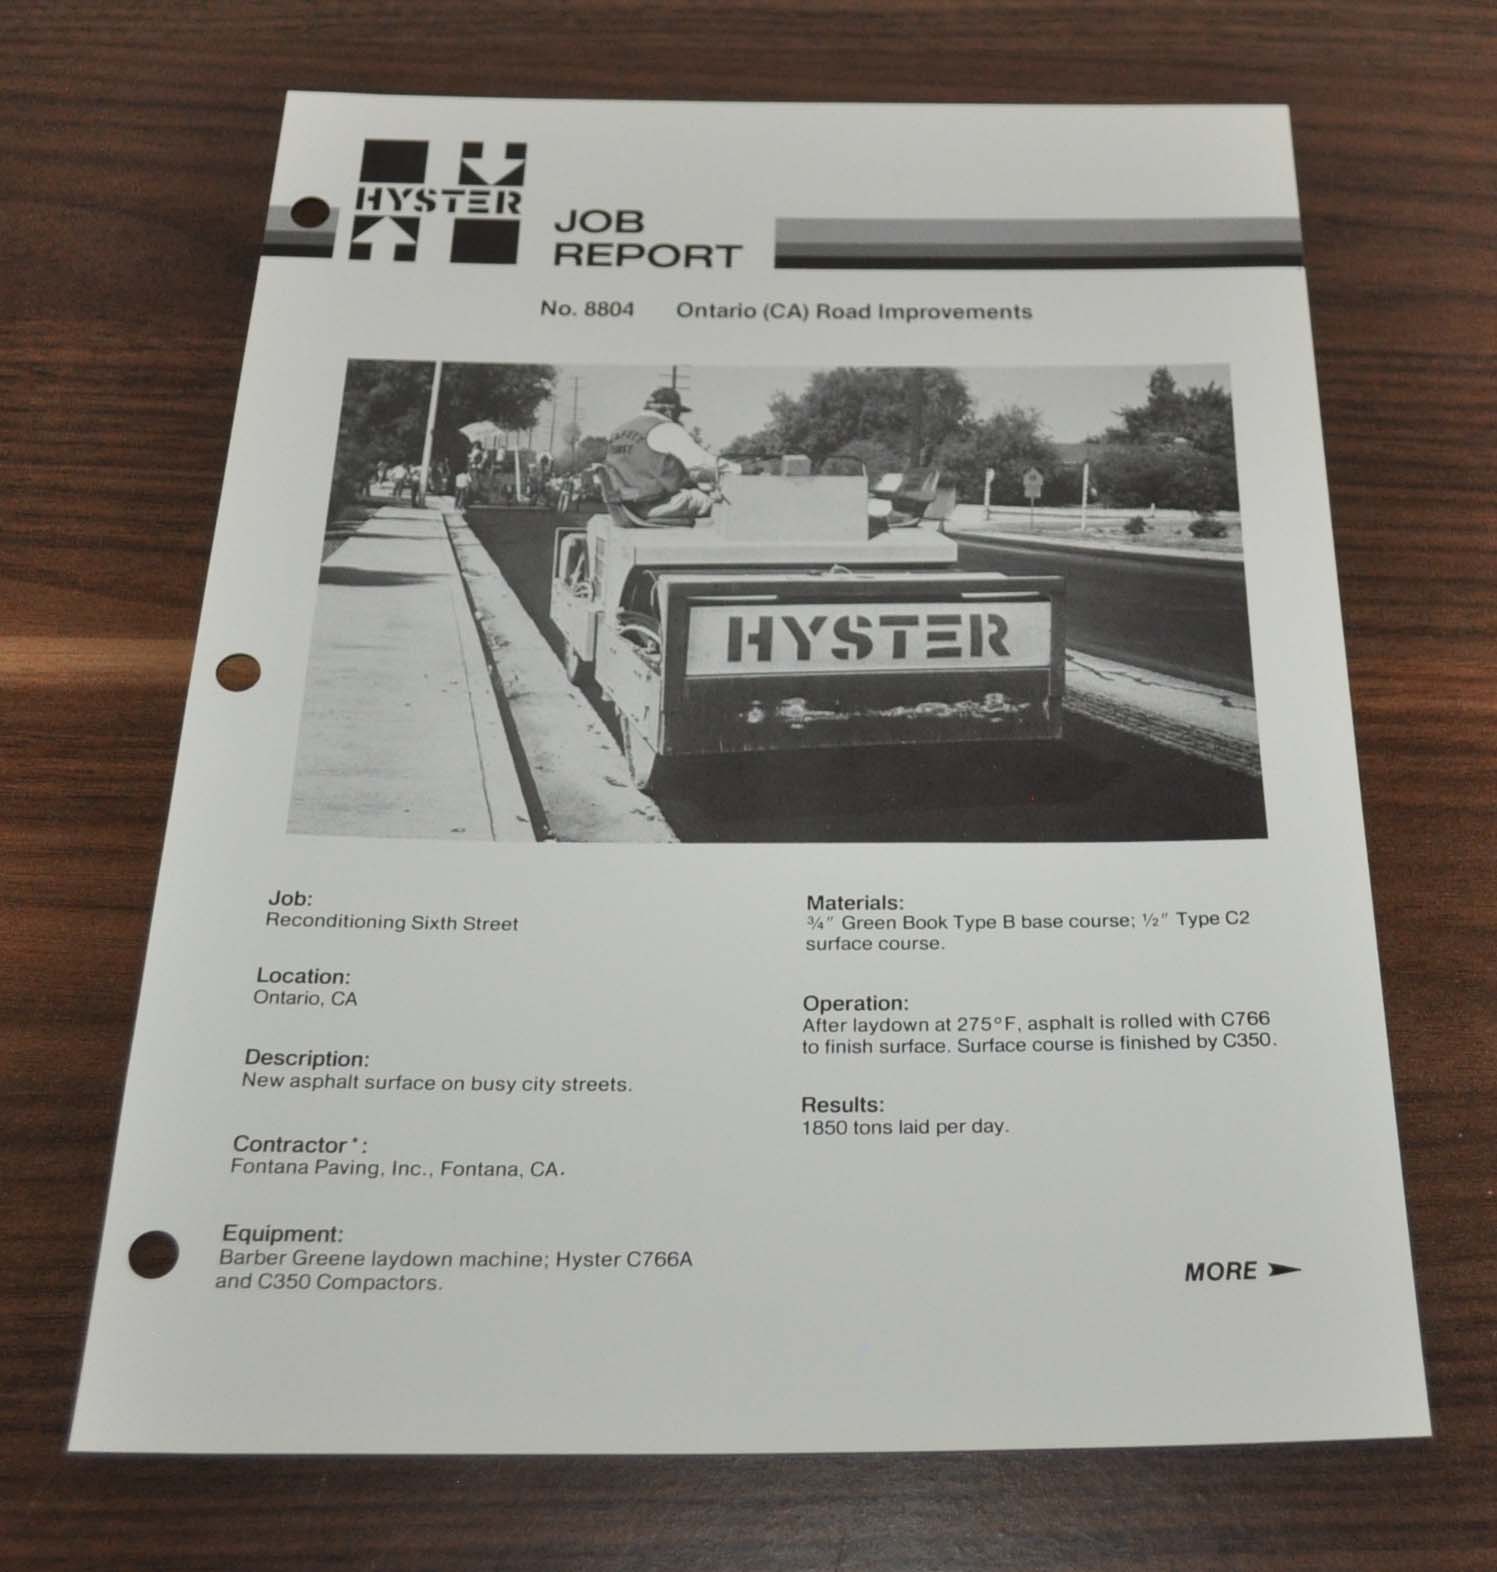 HYSTER
JOB
REPORT
No. 8804 Ontario (CA) Road Improvements
SAFETY
FIRST
HYSTER
Job:
Reconditioning Sixth Street
Location:
Ontario, CA
Description:
New asphalt surface on busy city streets.
Contractor*:
Fontana Paving, Inc., Fontana, CA.
Equipment:
Barber Greene laydown machine; Hyster C766A
and C350 Compactors.
Materials:
¾" Green Book Type B base course; ½" Type C2
surface course.
Operation:
After laydown at 275°F, asphalt is rolled with C766
to finish surface. Surface course is finished by C350.
Results:
1850 tons laid per day.
MORE